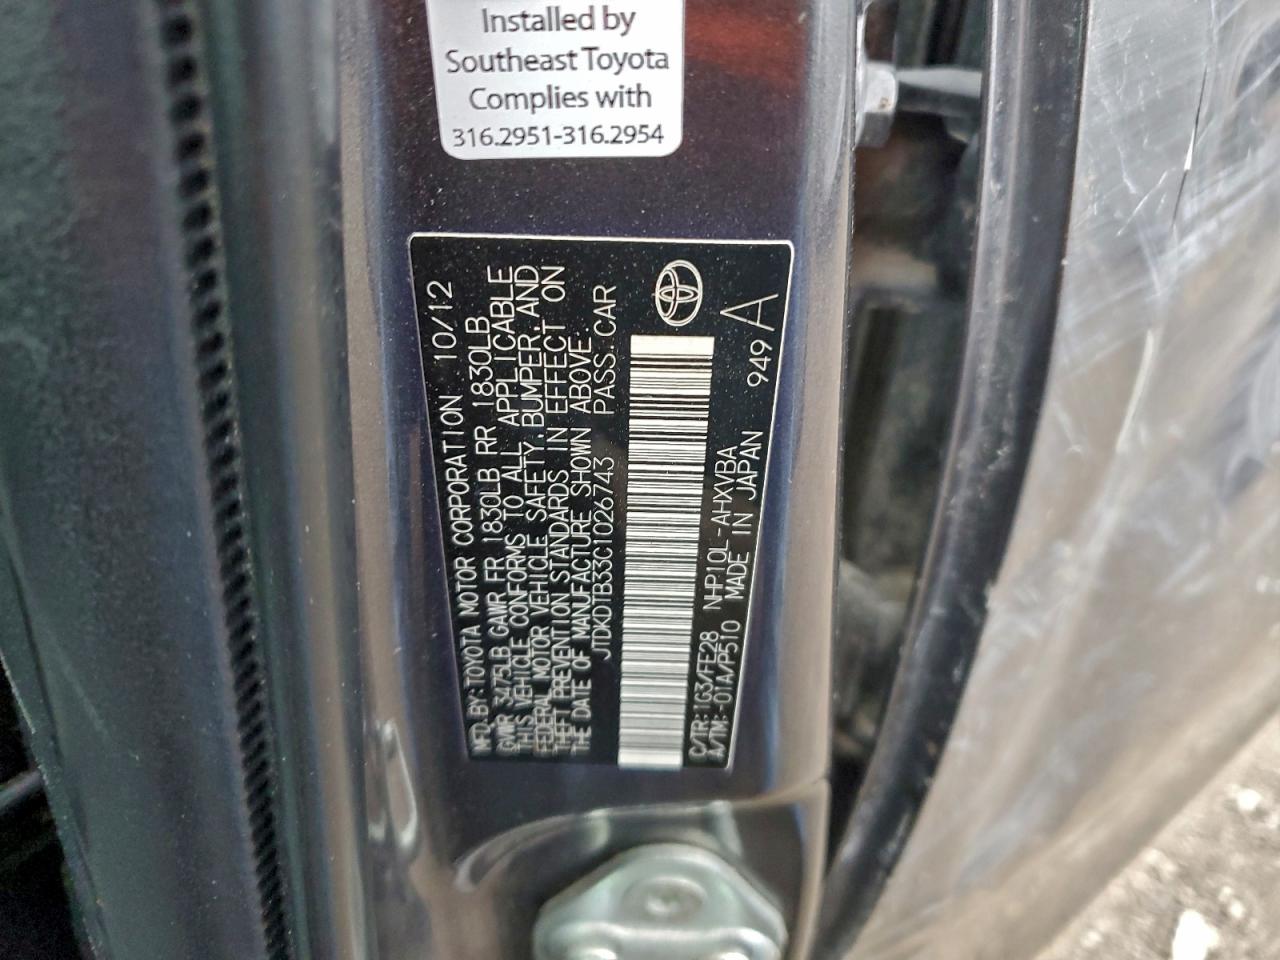 Installed by
Southeast Toyota
Complies with
316.2951-316.2954
MFD.BY:TOYOTA MOTOR CORPORATION 10/12
GVWR 3475LB GAWR FR 1830LB RR 1830LB
THIS VEHICLE CONFORMS TO ALL APPLICABLE
FEDERAL MOTOR VEHICLE SAFETY,BUMPER,AND
THEFT PREVENTION STANDARDS IN EFFECT ON
THE DATE OF MANUFACTURE SHOWN ABOVE.
JTDKDTB33C1026743 PASS.CAR
C/TR:1G3/FE28 NHP10L-AHXVBA 949 A
A/TM:-01A/P510 MADE IN JAPAN